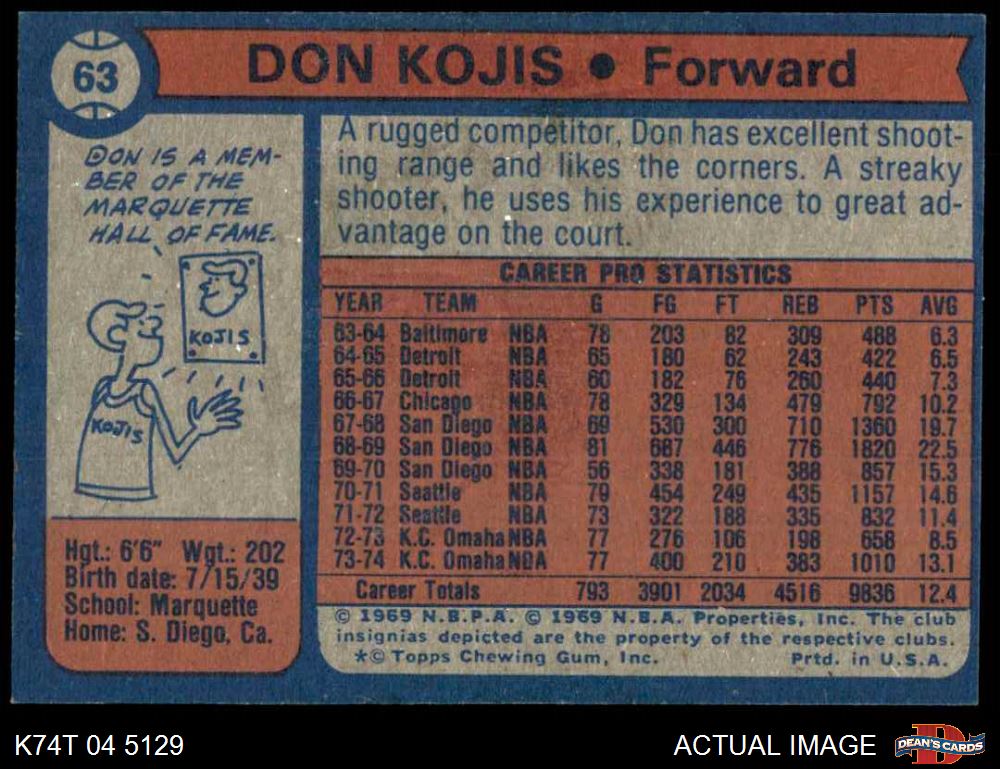 63
DON KOJIS • Forward
DON IS A MEM-
BER OF THE
MARQUETTE
HALL OF FAME.
KOJIS
KOJIS
Hgt.: 6'6" Wgt.: 202
Birth date: 7/15/39
School: Marquette
Home: S. Diego, Ca.
A rugged competitor, Don has excellent shoot-
ing range and likes the corners. A streaky
shooter, he uses his experience to great ad-
vantage on the court.
CAREER PRO STATISTICS
YEAR TEAM G FG FT REB PTS AVG
63-64 Baltimore NBA 78 203 82 309 488 6.3
64-65 Detroit NBA 65 180 62 243 422 6.5
65-66 Detroit NBA 60 182 76 260 440 7.3
66-67 Chicago NBA 78 329 134 479 792 10.2
67-68 San Diego NBA 69 530 300 710 1360 19.7
68-69 San Diego NBA 81 687 446 776 1820 22.5
69-70 San Diego NBA 56 338 181 388 857 15.3
70-71 Seattle NBA 79 454 249 435 1157 14.6
71-72 Seattle NBA 73 322 188 335 832 11.4
72-73 K.C. Omaha NBA 77 276 106 198 658 8.5
73-74 K.C. Omaha NBA 77 400 210 383 1010 13.1
Career Totals 793 3901 2034 4516 9836 12.4
© 1969 N.B.P.A. © 1969 N.B.A. Properties, Inc. The club
insignias depicted are the property of the respective clubs.
*© Topps Chewing Gum, Inc. Prtd. in U.S.A.
K74T 04 5129
ACTUAL IMAGE
D
DEAN'S CARDS